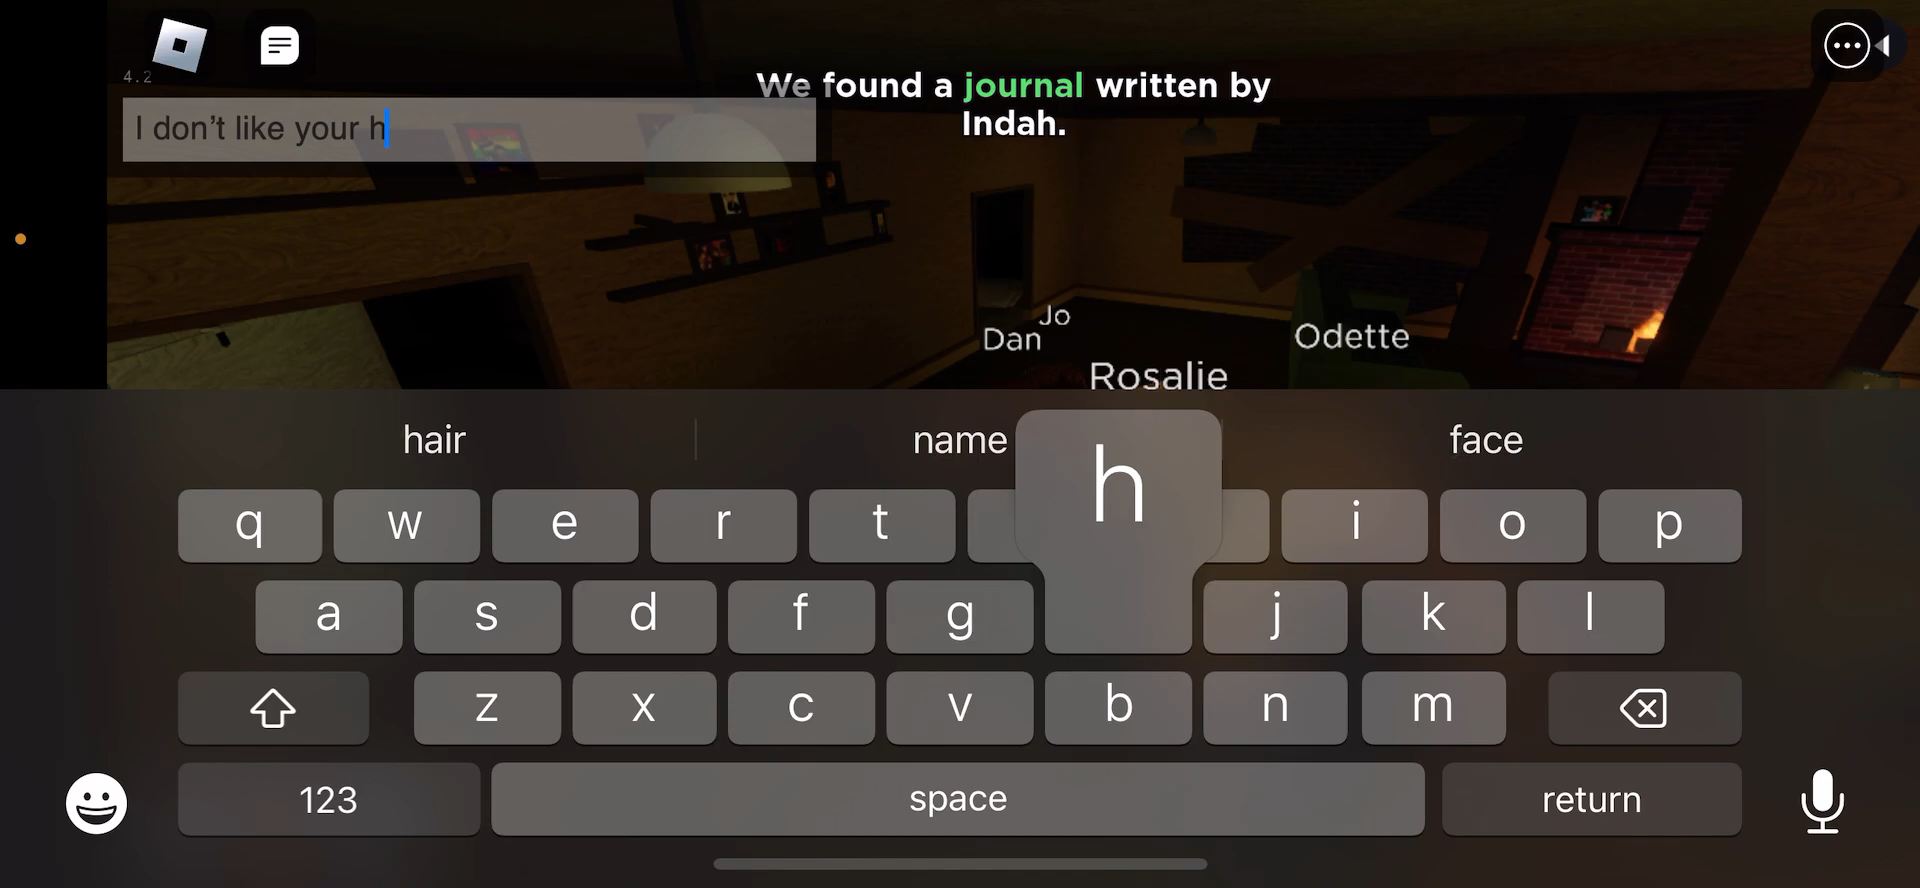 4.2
We found a journal written by
Indah.
I don't like your h
Jo
Dan
Odette
Rosalie
hair name face
h
q w e r t i o p
a s d f g j k l
z x c v b n m
123 space return